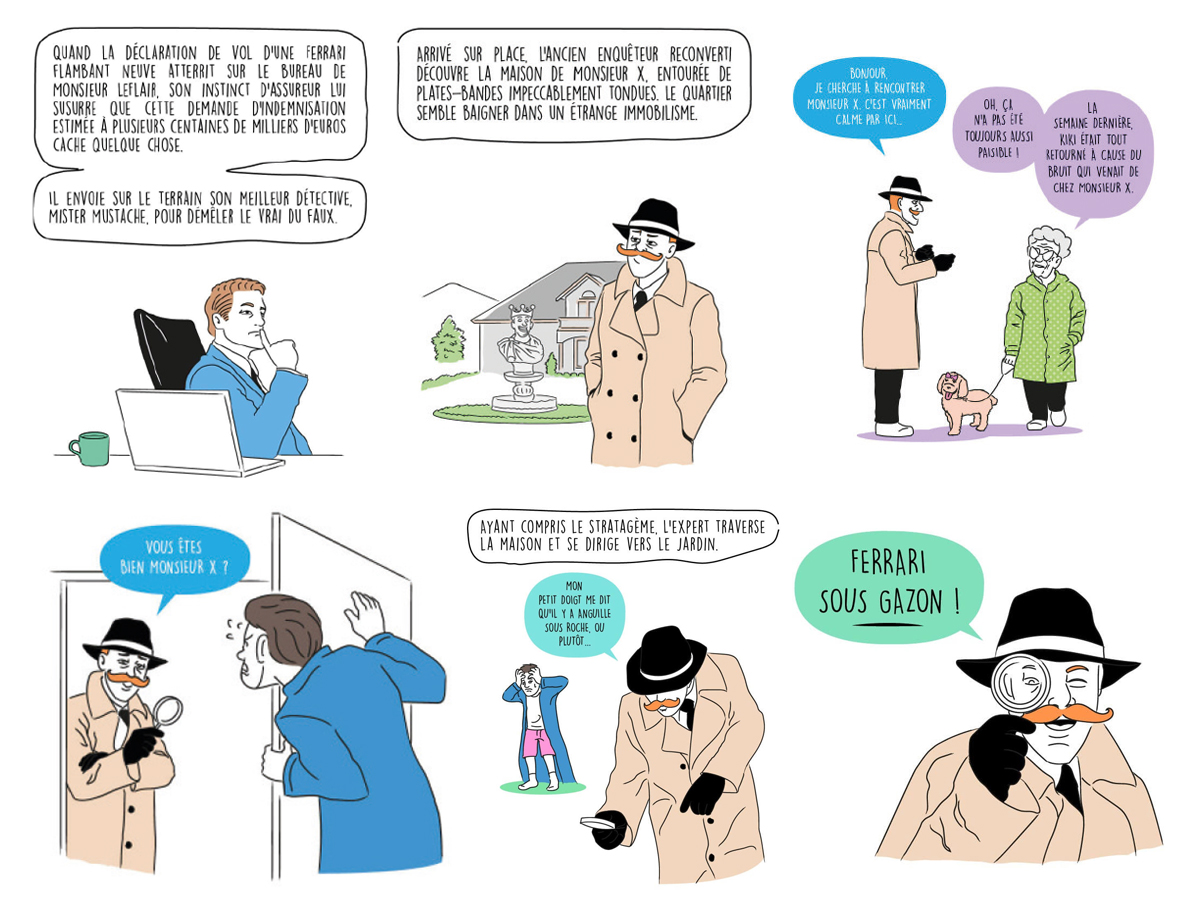 QUAND LA DÉCLARATION DE VOL D'UNE FERRARI
FLAMBANT NEUVE ATTERRIT SUR LE BUREAU DE
MONSIEUR LEFLAIR, SON INSTINCT D'ASSUREUR LUI
SUSURRE QUE CETTE DEMANDE D'INDEMNISATION
ESTIMÉE À PLUSIEURS CENTAINES DE MILLIERS D'EUROS
CACHE QUELQUE CHOSE.
IL ENVOIE SUR LE TERRAIN SON MEILLEUR DÉTECTIVE,
MISTER MUSTACHE, POUR DÉMÊLER LE VRAI DU FAUX.
ARRIVÉ SUR PLACE, L'ANCIEN ENQUÊTEUR RECONVERTI
DÉCOUVRE LA MAISON DE MONSIEUR X, ENTOURÉE DE
PLATES-BANDES IMPECCABLEMENT TONDUES. LE QUARTIER
SEMBLE BAIGNER DANS UN ÉTRANGE IMMOBILISME.
BONJOUR,
JE CHERCHE À RENCONTRER
MONSIEUR X. C'EST VRAIMENT
CALME PAR ICI...
OH, ÇA
N'A PAS ÉTÉ
TOUJOURS AUSSI
PAISIBLE !
LA
SEMAINE DERNIÈRE,
KIKI ÉTAIT TOUT
RETOURNÉ À CAUSE DU
BRUIT QUI VENAIT DE
CHEZ MONSIEUR X.
VOUS ÊTES
BIEN MONSIEUR X ?
AYANT COMPRIS LE STRATAGÈME, L'EXPERT TRAVERSE
LA MAISON ET SE DIRIGE VERS LE JARDIN.
MON
PETIT DOIGT ME DIT
QU'IL Y A ANGUILLE
SOUS ROCHE, OU
PLUTÔT...
FERRARI
SOUS GAZON !